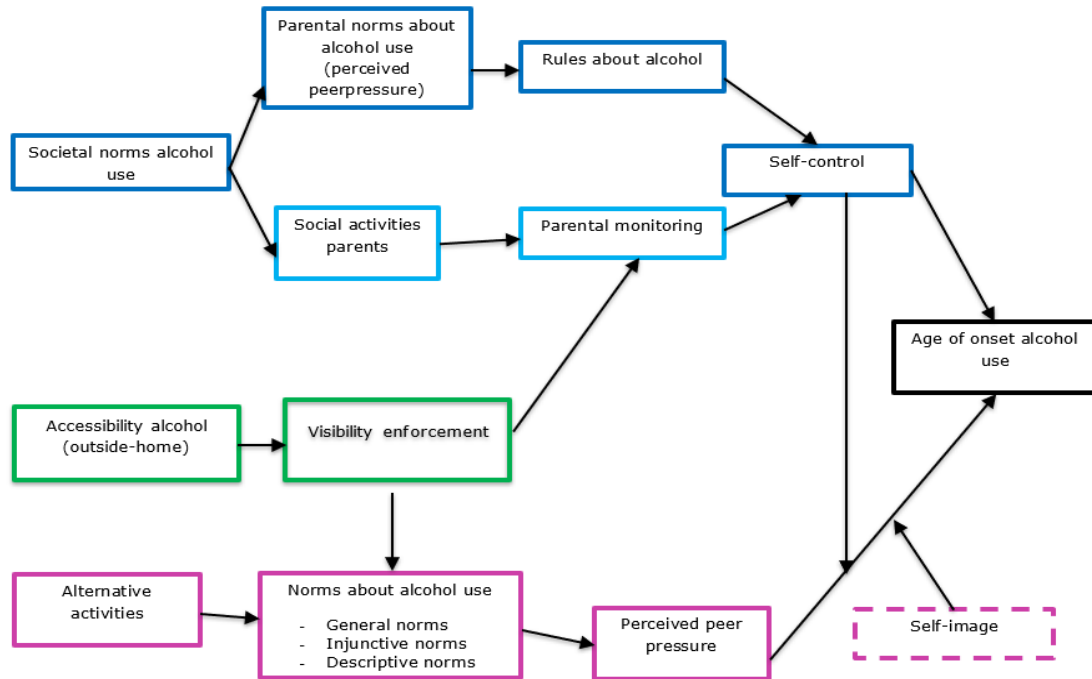 Parental norms about
alcohol use
(perceived
peerpressure)
Rules about alcohol
Societal norms alcohol
use
Self-control
Social activities
parents
Parental monitoring
Age of onset alcohol
use
Accessibility alcohol
(outside-home)
Visibility enforcement
Alternative
activities
Norms about alcohol use
- General norms
- Injunctive norms
- Descriptive norms
Perceived peer
pressure
Self-image